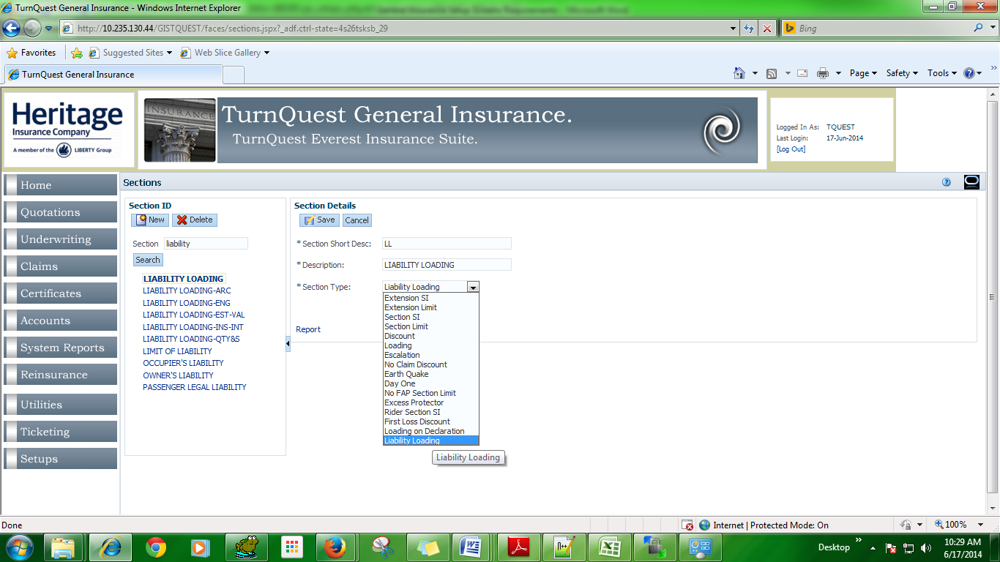 TurnQuest General Insurance - Windows Internet Explorer
http://10.235.130.44/GISTQUEST/faces/sections.jspx?_adf.ctrl-state=4s26tsksb_29
Bing
Favorites
Suggested Sites
Web Slice Gallery
TurnQuest General Insurance
Page
Safety
Tools
Heritage
Insurance Company
A member of the LIBERTY Group
INSURANCE
TurnQuest General Insurance.
TurnQuest Everest Insurance Suite.
Logged In As: TQUEST
Last Login: 17-Jun-2014
[Log Out]
Home
Quotations
Underwriting
Claims
Certificates
Accounts
System Reports
Reinsurance
Utilities
Ticketing
Setups
Sections
Section ID
New
Delete
Section liability
Search
LIABILITY LOADING
LIABILITY LOADING-ARC
LIABILITY LOADING-ENG
LIABILITY LOADING-EST-VAL
LIABILITY LOADING-INS-INT
LIABILITY LOADING-QTY&S
LIMIT OF LIABILITY
OCCUPIER'S LIABILITY
OWNER'S LIABILITY
PASSENGER LEGAL LIABILITY
Section Details
Save
Cancel
* Section Short Desc: LL
* Description: LIABILITY LOADING
* Section Type: Liability Loading
Extension SI
Extension Limit
Section SI
Section Limit
Discount
Loading
Escalation
No Claim Discount
Earth Quake
Day One
No FAP Section Limit
Excess Protector
Rider Section SI
First Loss Discount
Loading on Declaration
Liability Loading
Liability Loading
Report
Done
Internet | Protected Mode: On
100%
Desktop
10:29 AM
6/17/2014